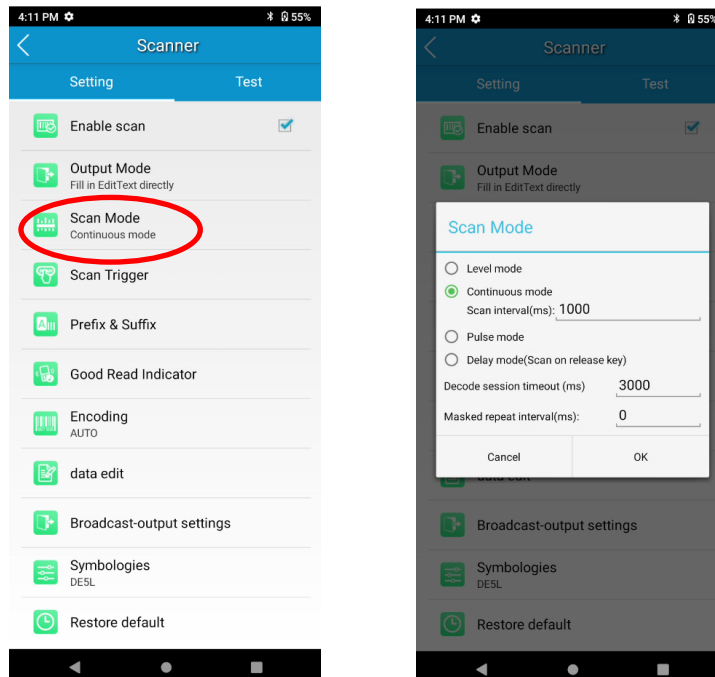 4:11 PM 55%
Scanner
Setting Test
Enable scan
Output Mode
Fill in EditText directly
Scan Mode
Continuous mode
Scan Trigger
Prefix & Suffix
Good Read Indicator
Encoding
AUTO
data edit
Broadcast-output settings
Symbologies
DE5L
Restore default
4:11 PM 55%
Scanner
Setting Test
Enable scan
Output Mode
Fill in EditText directly
Scan Mode
Level mode
Continuous mode
Scan interval(ms): 1000
Pulse mode
Delay mode(Scan on release key)
Decode session timeout (ms) 3000
Masked repeat interval(ms): 0
Cancel OK
data edit
Broadcast-output settings
Symbologies
DE5L
Restore default